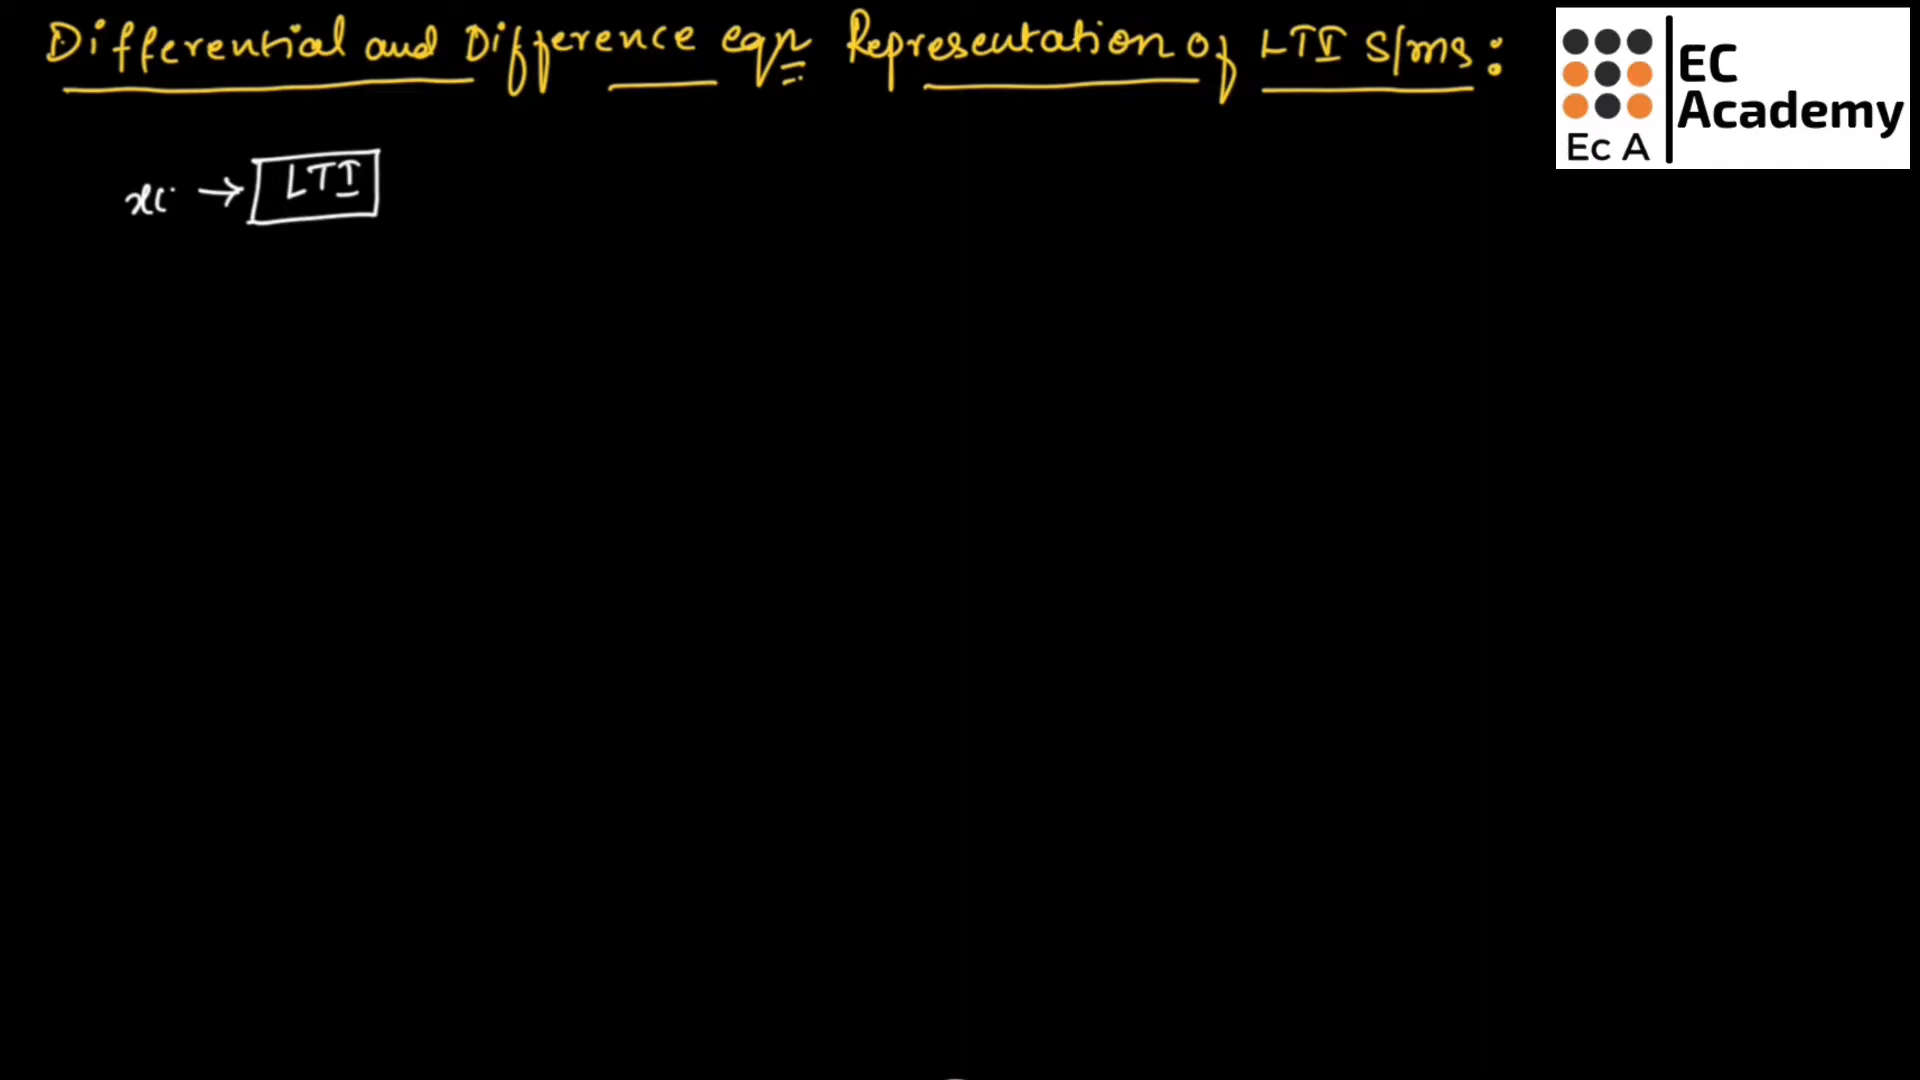 Differential and Difference eqn Representation of LTI S/ms:
EC
Academy
Ec A
x( → LTI